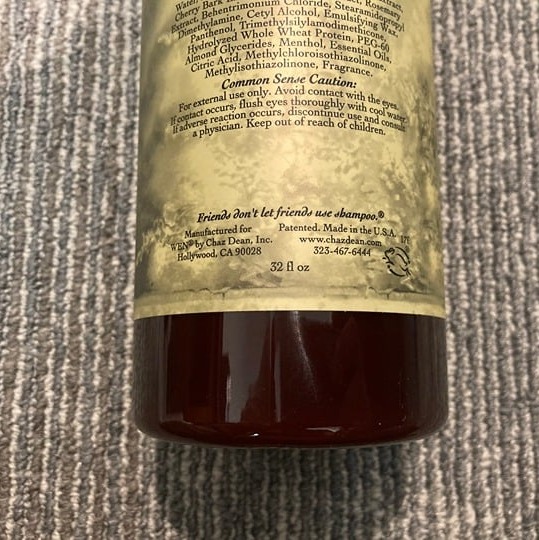 Water,
Cherry Bark Extract, Rosemary
Extract, Behentrimonium Chloride, Stearamidopropyl
Dimethylamine, Cetyl Alcohol, Emulsifying Wax,
Panthenol, Trimethylsilylamodimethicone,
Hydrolyzed Whole Wheat Protein, PEG-60
Almond Glycerides, Menthol, Essential Oils,
Citric Acid, Methylchloroisothiazolinone,
Methylisothiazolinone, Fragrance.
Common Sense Caution:
For external use only. Avoid contact with the eyes.
If contact occurs, flush eyes thoroughly with cool water.
If adverse reaction occurs, discontinue use and consult
a physician. Keep out of reach of children.
Friends don't let friends use shampoo.®
Manufactured for
WEN® by Chaz Dean, Inc.
Hollywood, CA 90028
Patented. Made in the U.S.A.
www.chazdean.com
323-467-6444
32 fl oz